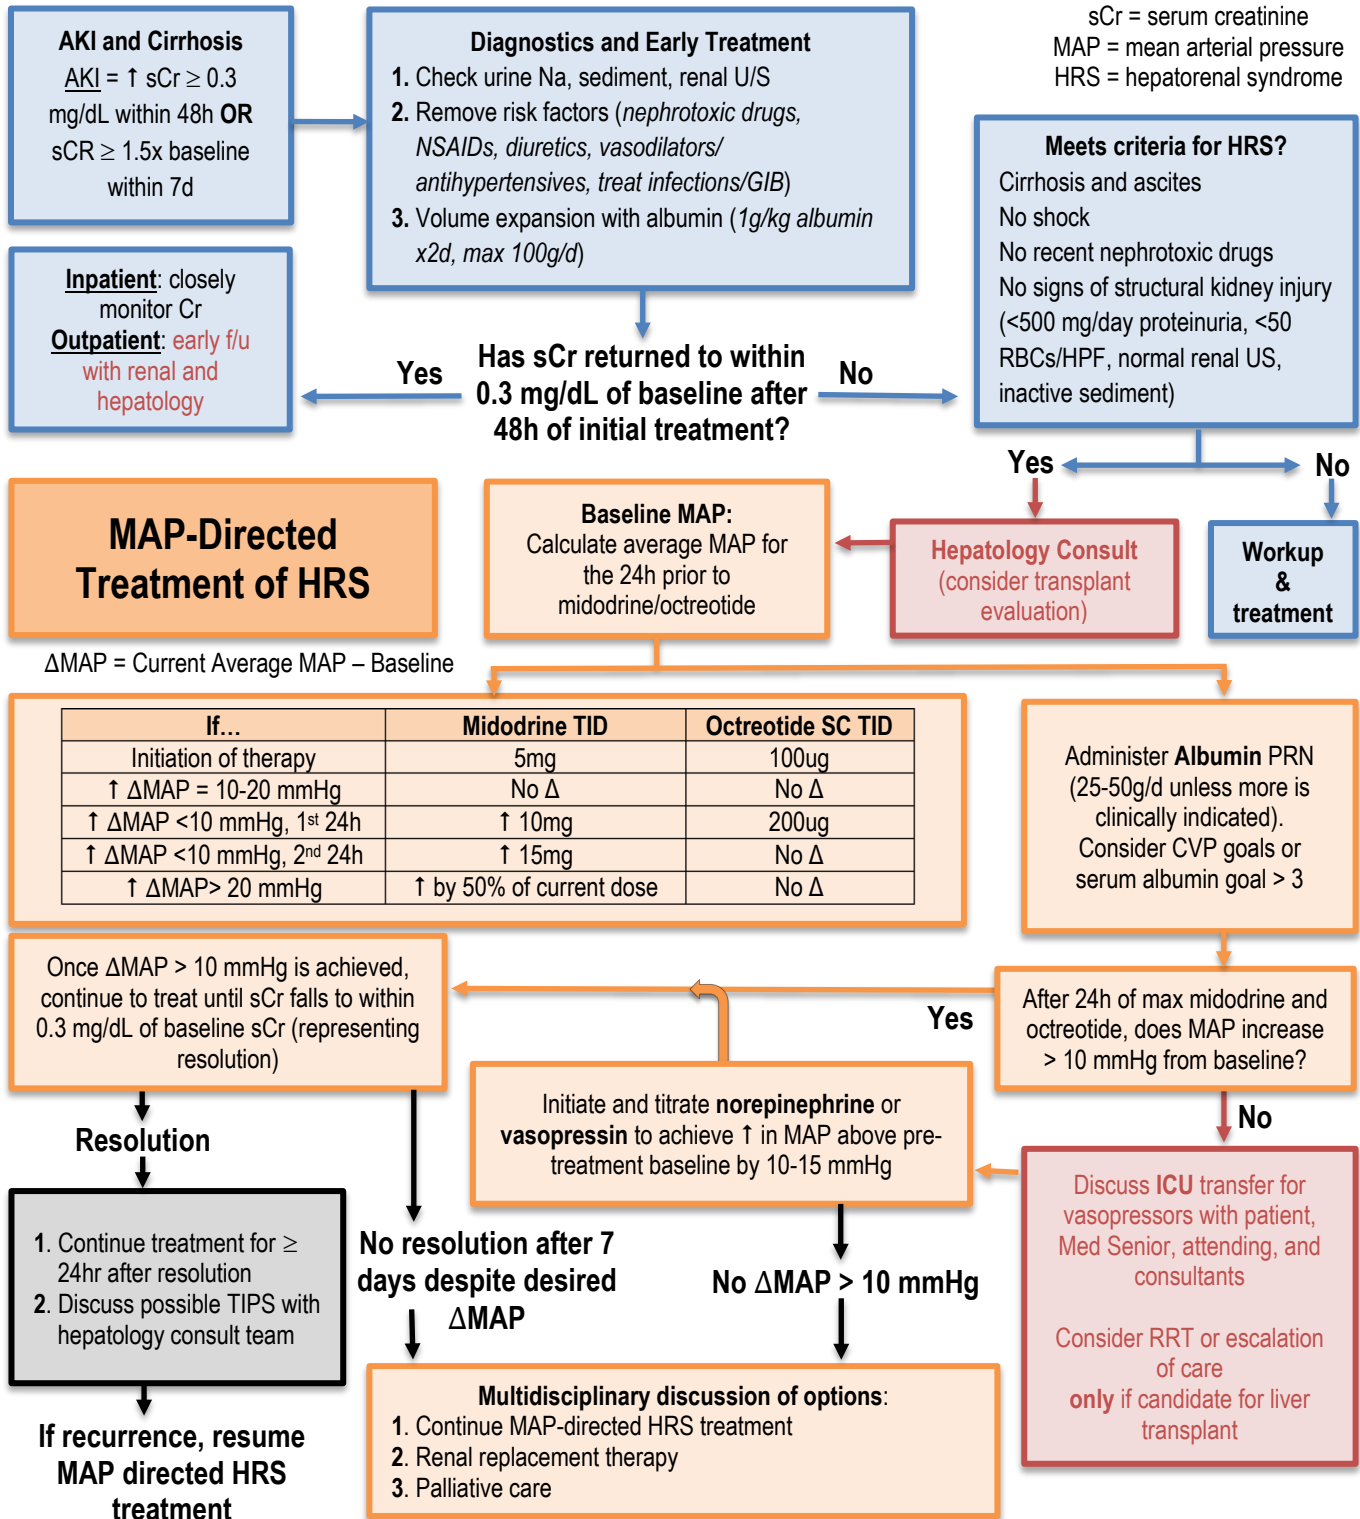 AKI and Cirrhosis
AKI = ↑ sCr ≥ 0.3
mg/dL within 48h OR
sCR ≥ 1.5x baseline
within 7d
Diagnostics and Early Treatment
1. Check urine Na, sediment, renal U/S
2. Remove risk factors (nephrotoxic drugs,
NSAIDs, diuretics, vasodilators/
antihypertensives, treat infections/GIB)
3. Volume expansion with albumin (1g/kg albumin
x2d, max 100g/d)
sCr = serum creatinine
MAP = mean arterial pressure
HRS = hepatorenal syndrome
Meets criteria for HRS?
Cirrhosis and ascites
No shock
No recent nephrotoxic drugs
No signs of structural kidney injury
(<500 mg/day proteinuria, <50
RBCs/HPF, normal renal US,
inactive sediment)
Inpatient: closely
monitor Cr
Outpatient: early f/u
with renal and
hepatology
Yes
Has sCr returned to within
0.3 mg/dL of baseline after
48h of initial treatment?
No
Yes
No
MAP-Directed
Treatment of HRS
Baseline MAP:
Calculate average MAP for
the 24h prior to
midodrine/octreotide
Hepatology Consult
(consider transplant
evaluation)
Workup
&
treatment
ΔMAP = Current Average MAP – Baseline
If… Midodrine TID Octreotide SC TID
Initiation of therapy 5mg 100ug
↑ ΔMAP = 10-20 mmHg No Δ No Δ
↑ ΔMAP <10 mmHg, 1st 24h ↑ 10mg 200ug
↑ ΔMAP <10 mmHg, 2nd 24h ↑ 15mg No Δ
↑ ΔMAP> 20 mmHg ↑ by 50% of current dose No Δ
Administer Albumin PRN
(25-50g/d unless more is
clinically indicated).
Consider CVP goals or
serum albumin goal > 3
Once ΔMAP > 10 mmHg is achieved,
continue to treat until sCr falls to within
0.3 mg/dL of baseline sCr (representing
resolution)
Yes
After 24h of max midodrine and
octreotide, does MAP increase
> 10 mmHg from baseline?
No
Initiate and titrate norepinephrine or
vasopressin to achieve ↑ in MAP above pre-
treatment baseline by 10-15 mmHg
Resolution
Discuss ICU transfer for
vasopressors with patient,
Med Senior, attending, and
consultants
Consider RRT or escalation
of care
only if candidate for liver
transplant
1. Continue treatment for ≥
24hr after resolution
2. Discuss possible TIPS with
hepatology consult team
No resolution after 7
days despite desired
ΔMAP
No ΔMAP > 10 mmHg
Multidisciplinary discussion of options:
1. Continue MAP-directed HRS treatment
2. Renal replacement therapy
3. Palliative care
If recurrence, resume
MAP directed HRS
treatment